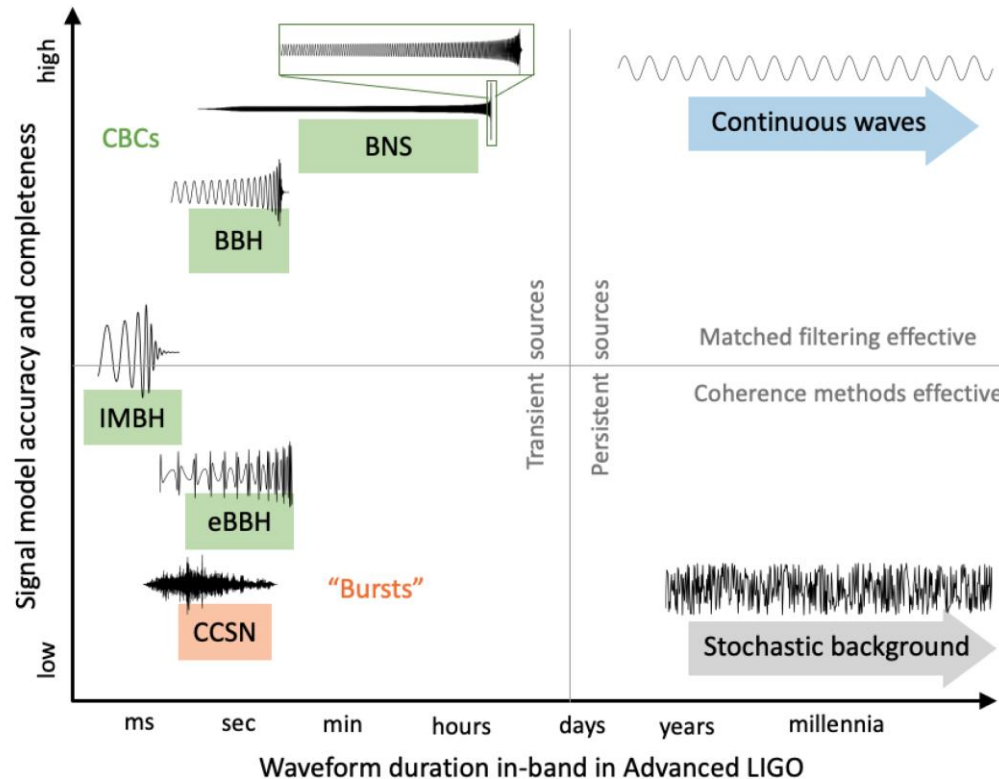 high
Signal model accuracy and completeness
low
CBCs
BNS
BBH
IMBH
eBBH
CCSN
“Bursts”
Continuous waves
Transient sources
Persistent sources
Matched filtering effective
Coherence methods effective
Stochastic background
ms sec min hours days years millennia
Waveform duration in-band in Advanced LIGO